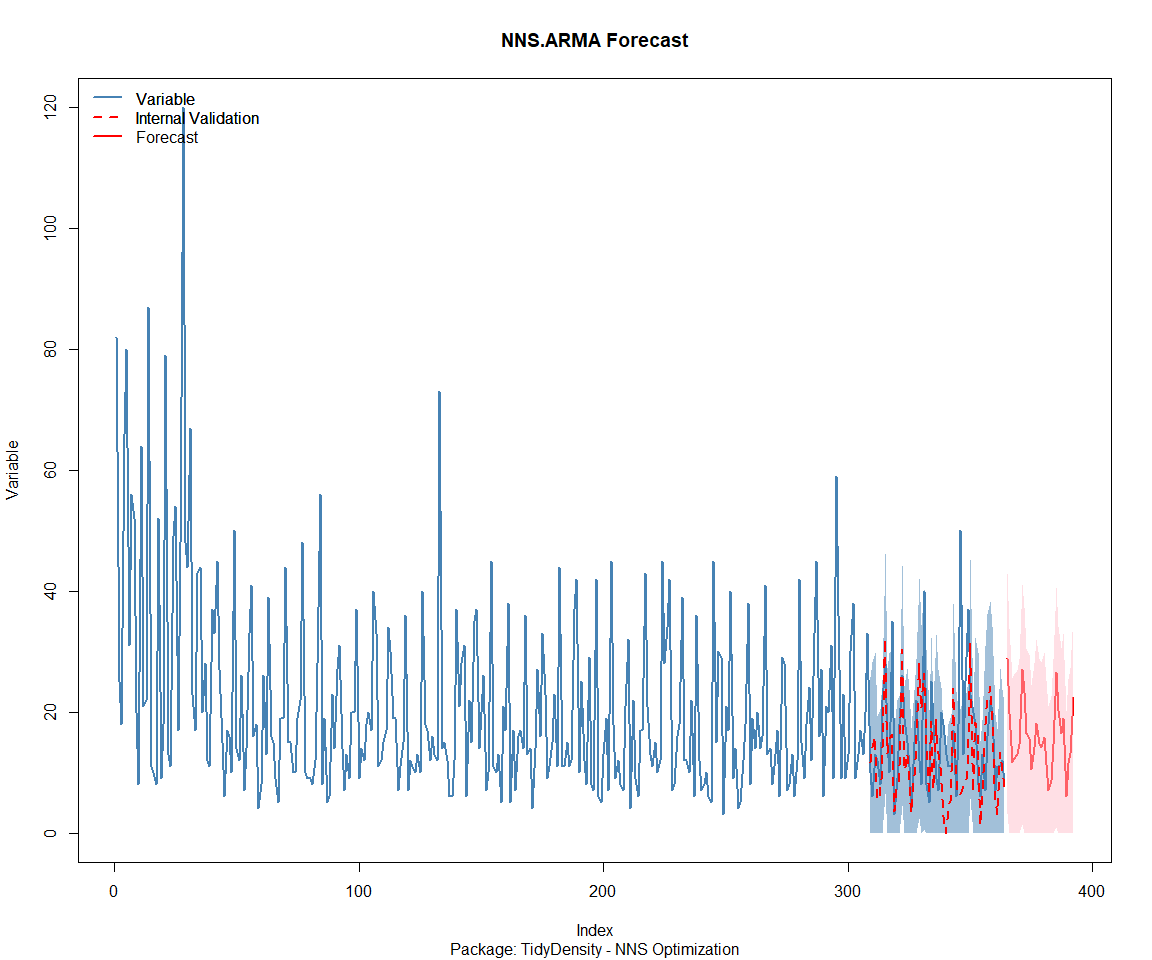 NNS.ARMA Forecast
Variable
Internal Validation
Forecast
Variable
120
100
80
60
40
20
0
0 100 200 300 400
Index
Package: TidyDensity - NNS Optimization